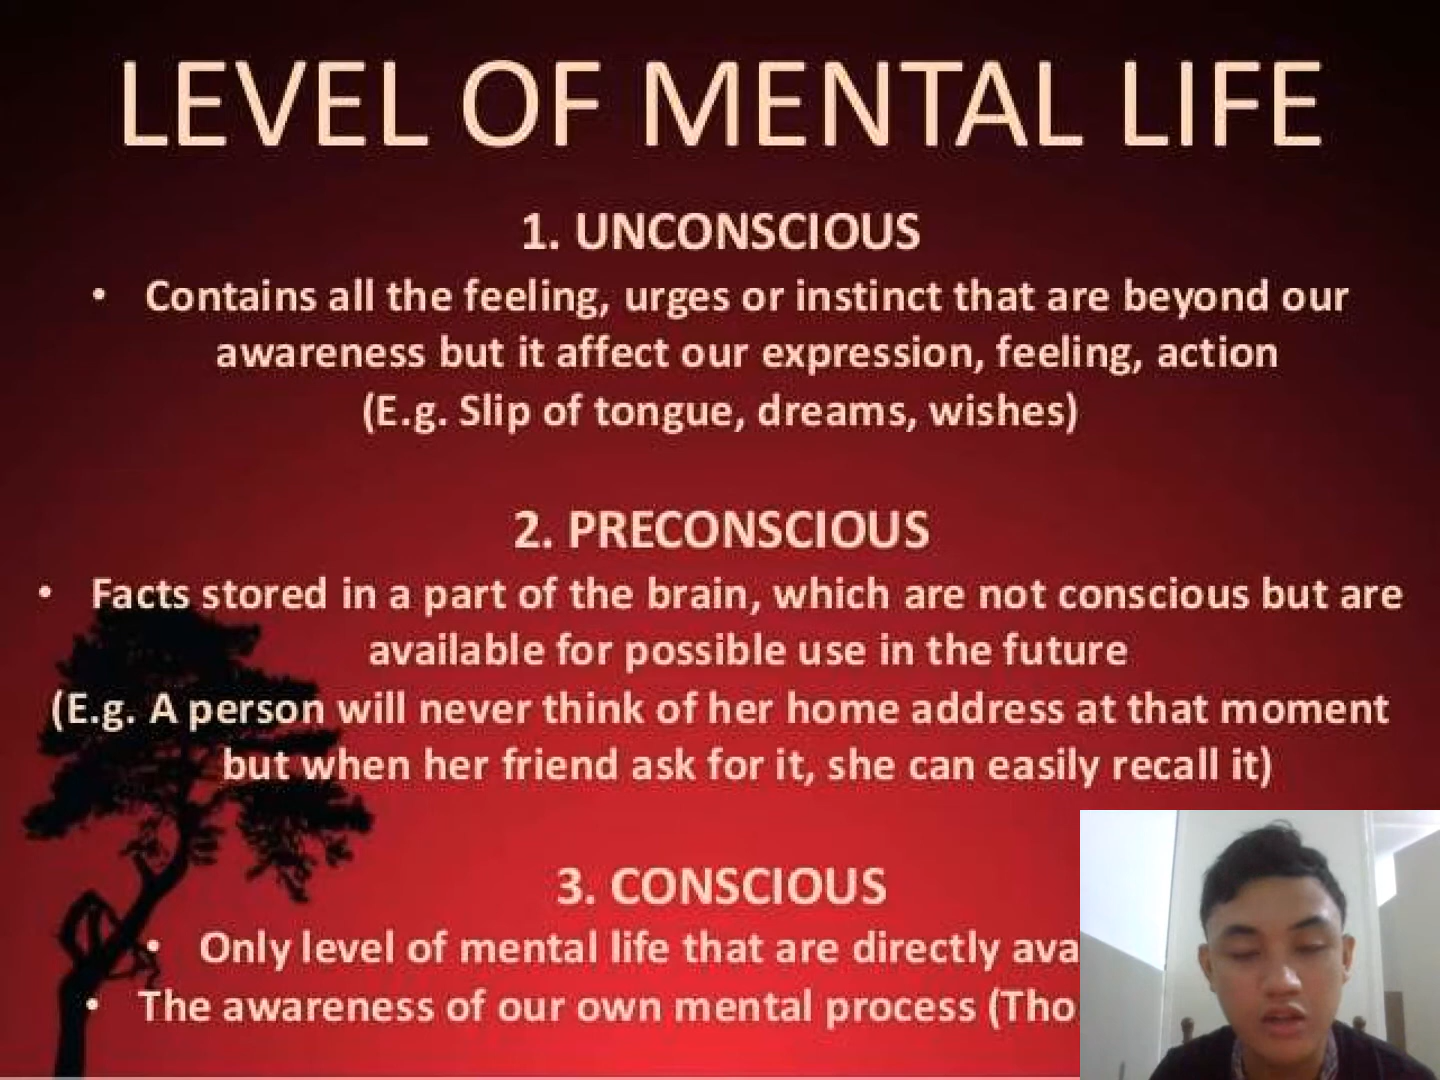 LEVEL OF MENTAL LIFE
1. UNCONSCIOUS
• Contains all the feeling, urges or instinct that are beyond our
awareness but it affect our expression, feeling, action
(E.g. Slip of tongue, dreams, wishes)
2. PRECONSCIOUS
• Facts stored in a part of the brain, which are not conscious but are
available for possible use in the future
(E.g. A person will never think of her home address at that moment
but when her friend ask for it, she can easily recall it)
3. CONSCIOUS
• Only level of mental life that are directly
• The awareness of our own mental process